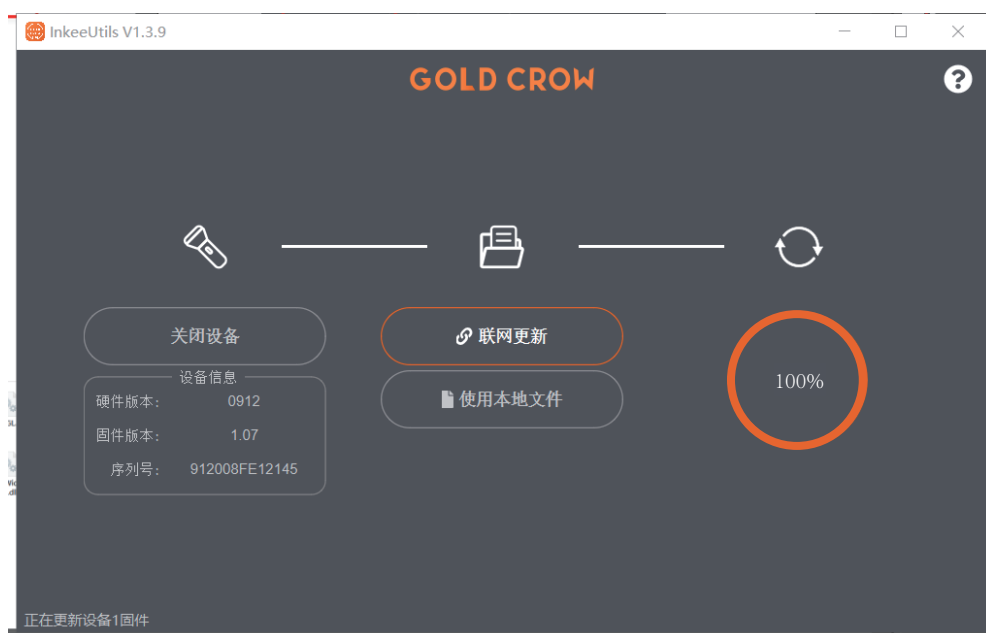 InkeeUtils V1.3.9
GOLD CROW
关闭设备
设备信息
硬件版本： 0912
固件版本： 1.07
序列号： 912008FE12145
联网更新
使用本地文件
100%
正在更新设备1固件